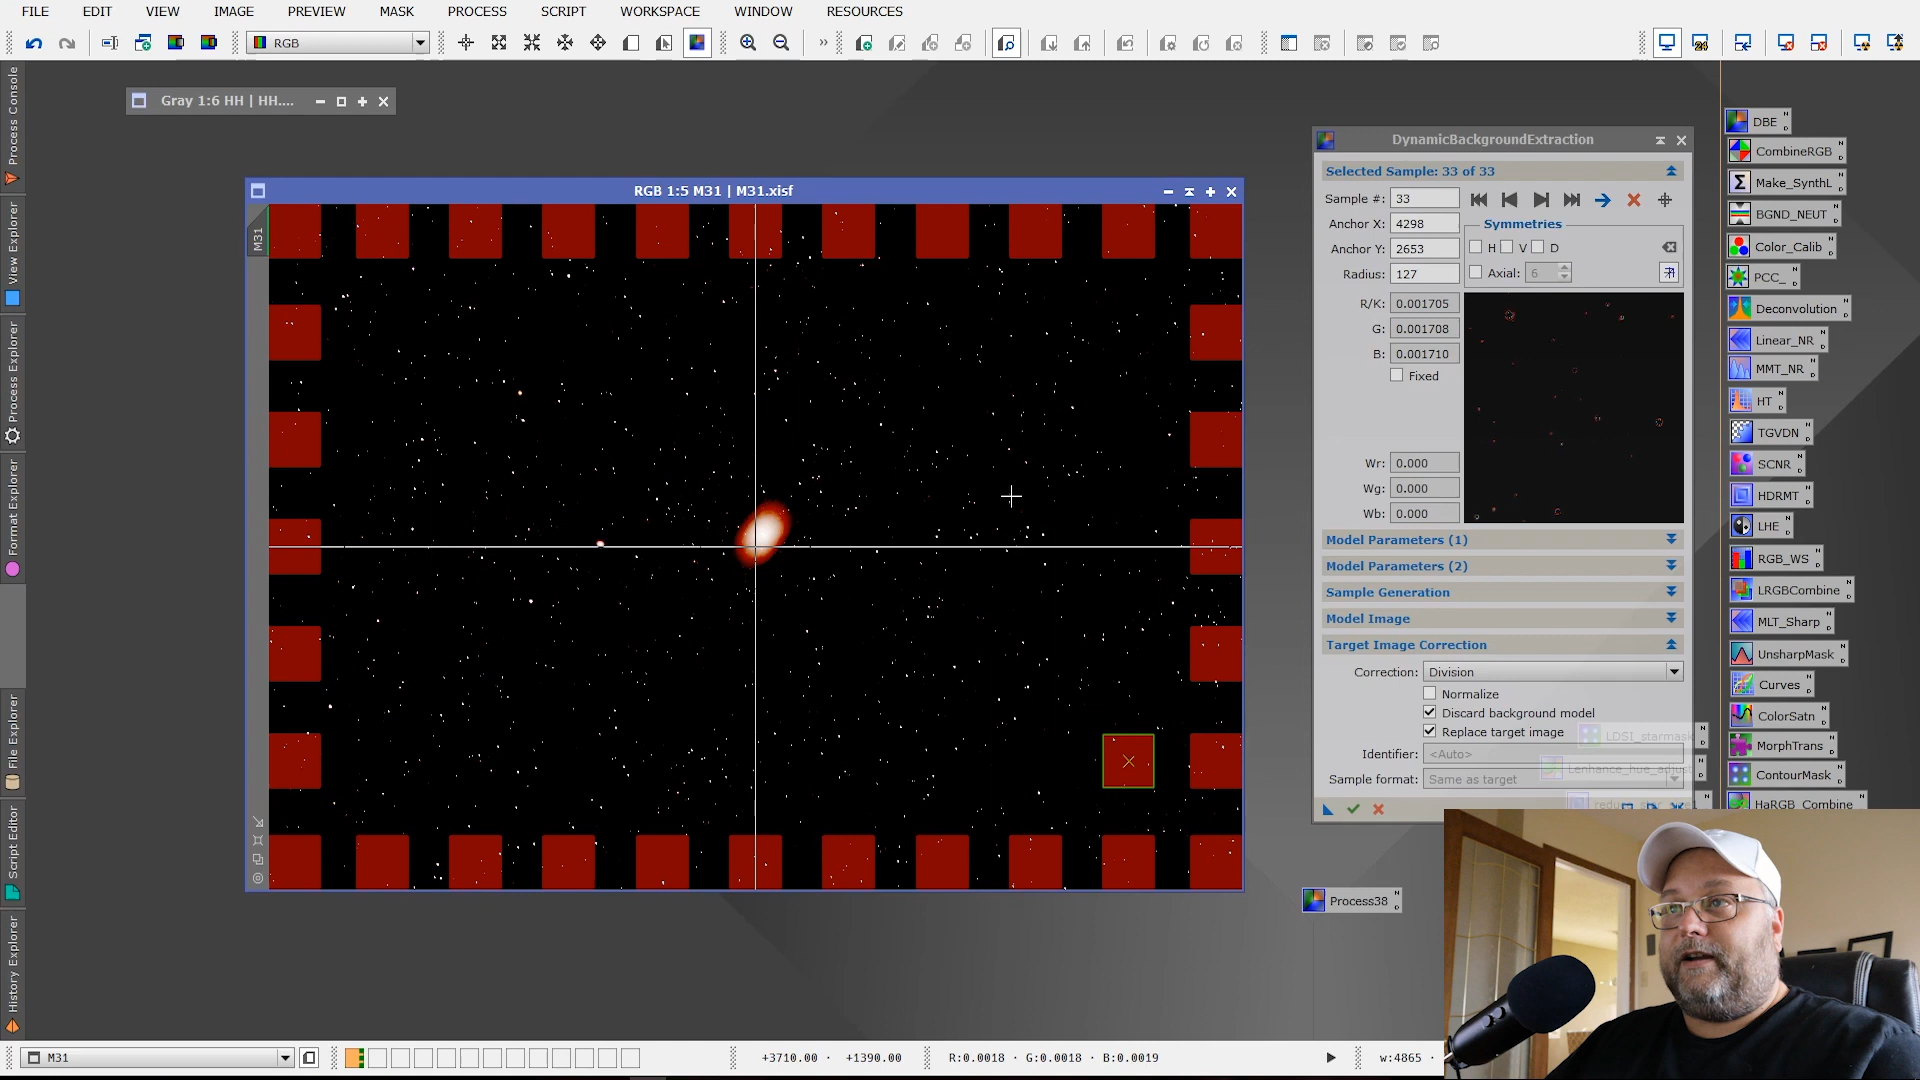 FILE EDIT VIEW IMAGE PREVIEW MASK PROCESS SCRIPT WORKSPACE WINDOW RESOURCES
RGB
Process Console
View Explorer
Process Explorer
Format Explorer
File Explorer
Script Editor
History Explorer
Gray 1:6 HH | HH....
RGB 1:5 M31 | M31.xisf
M31
DynamicBackgroundExtraction
Selected Sample: 33 of 33
Sample #: 33
Anchor X: 4298
Symmetries
Anchor Y: 2653
H V D
Radius: 127
Axial: 6
R/K: 0.001705
G: 0.001708
B: 0.001710
Fixed
Wr: 0.000
Wg: 0.000
Wb: 0.000
Model Parameters (1)
Model Parameters (2)
Sample Generation
Model Image
Target Image Correction
Correction: Division
Normalize
Discard background model
Replace target image
Identifier: <Auto>
Sample format: Same as target
LDSI_starmask
Lenhance_hue_adjust
Process38
DBE
CombineRGB
Make_SynthL
BGND_NEUT
Color_Calib
PCC_
Deconvolution
Linear_NR
MMT_NR
HT
TGVDN
SCNR
HDRMT
LHE
RGB_WS
LRGBCombine
MLT_Sharp
UnsharpMask
Curves
ColorSatn
MorphTrans
ContourMask
HaRGB_Combine
M31
+3710.00 · +1390.00
R:0.0018 · G:0.0018 · B:0.0019
w:4865 ·